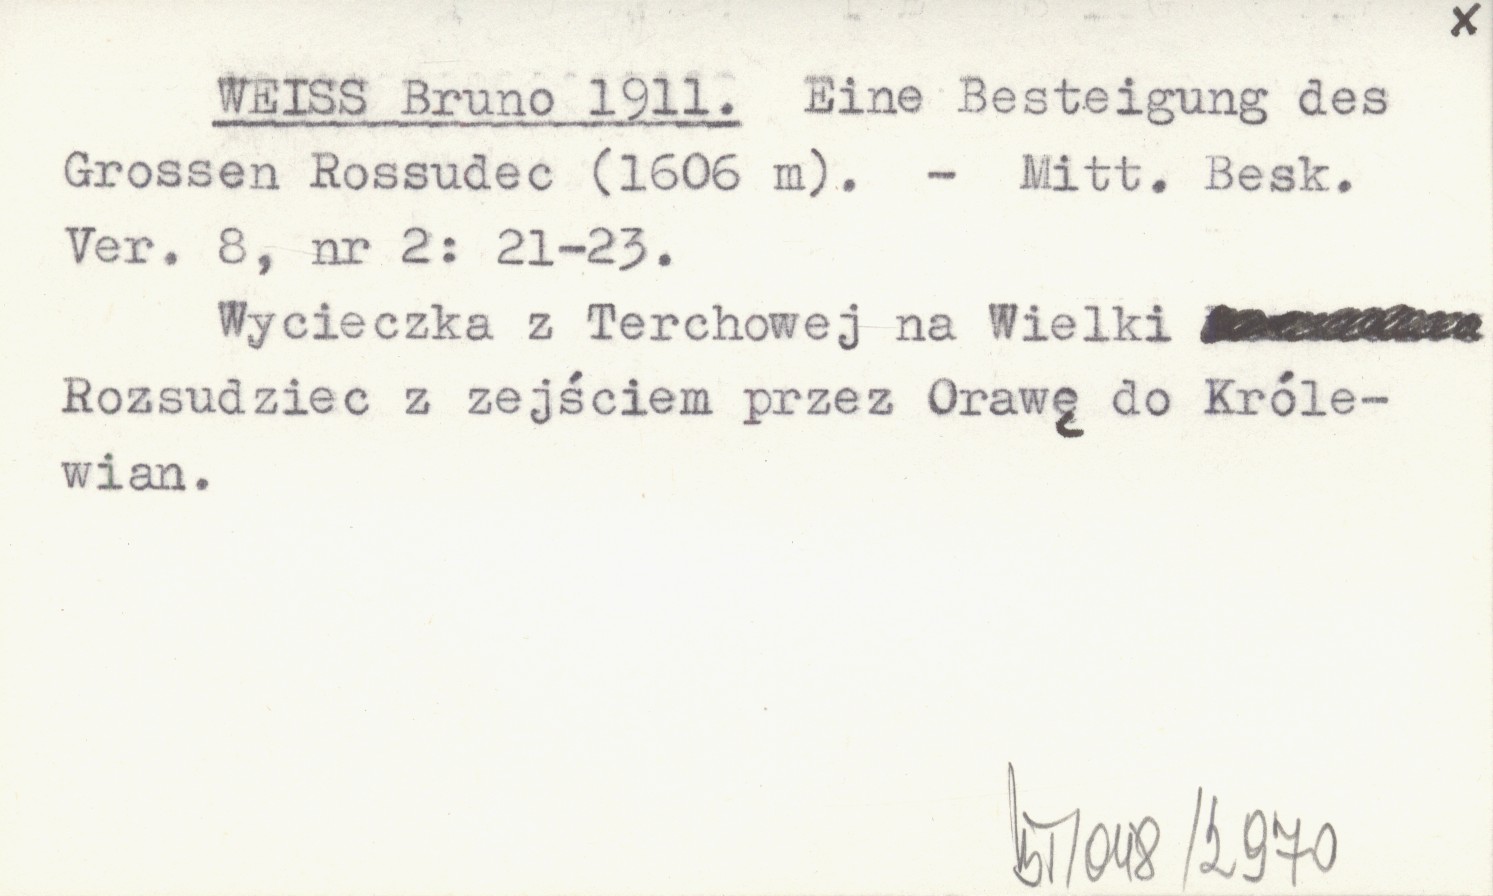 x
WEISS Bruno 1911. Eine Besteigung des
Grossen Rossudec (1606 m). - Mitt. Besk.
Ver. 8, nr 2: 21-23.
Wycieczka z Terchowej na Wielki
Rozsudziec z zejściem przez Orawę do Króle-
wian.
/048/2970